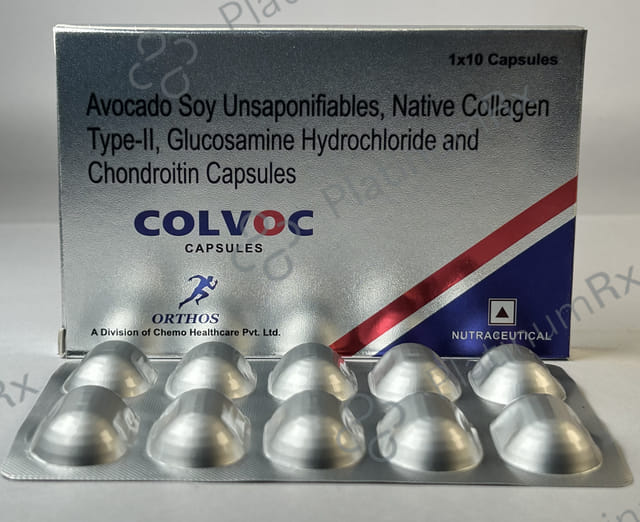 1x10 Capsules
Avocado Soy Unsaponifiables, Native Collagen
Type-II, Glucosamine Hydrochloride and
Chondroitin Capsules
COLVOC
CAPSULES
ORTHOS
A Division of Chemo Healthcare Pvt. Ltd.
NUTRACEUTICAL
PlatinumRx